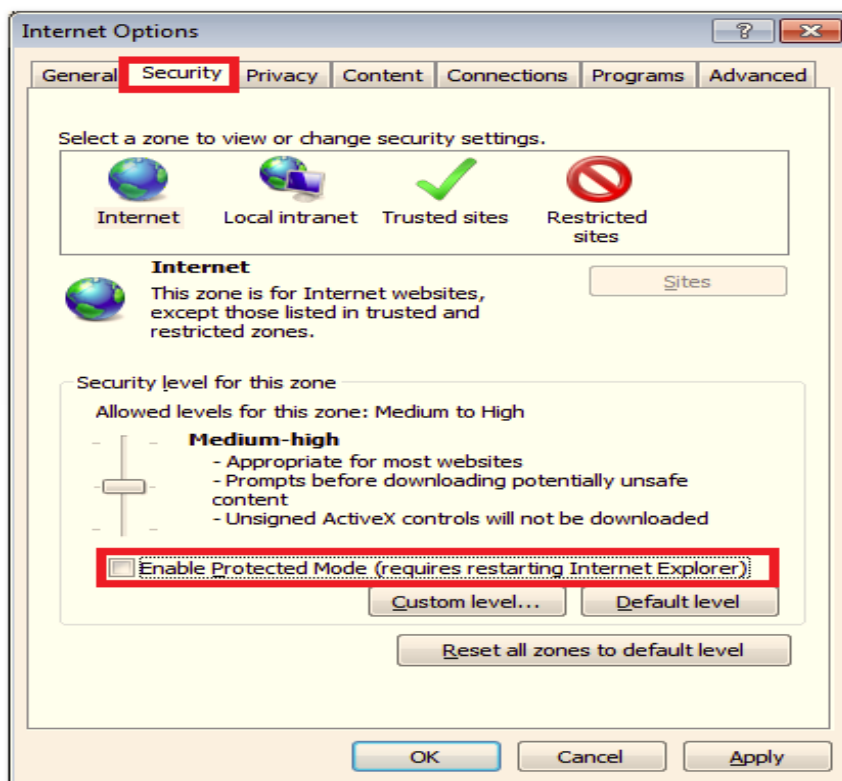 Internet Options
General Security Privacy Content Connections Programs Advanced
Select a zone to view or change security settings.
Internet Local intranet Trusted sites Restricted sites
Internet
Sites
This zone is for Internet websites,
except those listed in trusted and
restricted zones.
Security level for this zone
Allowed levels for this zone: Medium to High
Medium-high
- Appropriate for most websites
- Prompts before downloading potentially unsafe
content
- Unsigned ActiveX controls will not be downloaded
Enable Protected Mode (requires restarting Internet Explorer)
Custom level... Default level
Reset all zones to default level
OK Cancel Apply